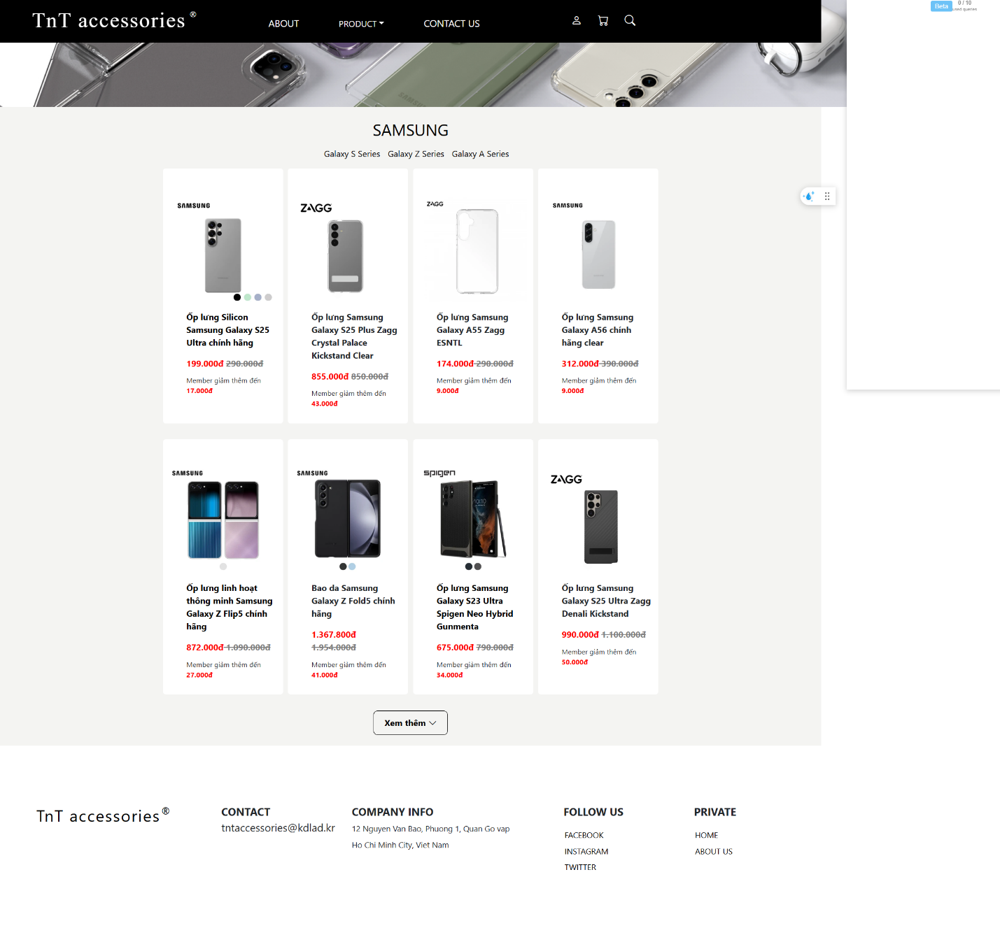 TnT accessories ®
ABOUT
PRODUCT
CONTACT US
Beta
0 / 10
used queries
SAMSUNG
SAMSUNG
Galaxy S Series Galaxy Z Series Galaxy A Series
SAMSUNG
Ốp lưng Silicon
Samsung Galaxy S25
Ultra chính hãng
199.000đ 290.000đ
Member giảm thêm đến
17.000đ
ZAGG
Ốp lưng Samsung
Galaxy S25 Plus Zagg
Crystal Palace
Kickstand Clear
855.000đ 850.000đ
Member giảm thêm đến
43.000đ
ZAGG
Ốp lưng Samsung
Galaxy A55 Zagg
ESNTL
174.000đ 290.000đ
Member giảm thêm đến
9.000đ
SAMSUNG
Ốp lưng Samsung
Galaxy A56 chính
hãng clear
312.000đ 390.000đ
Member giảm thêm đến
9.000đ
SAMSUNG
Ốp lưng linh hoạt
thông minh Samsung
Galaxy Z Flip5 chính
hãng
872.000đ 1.090.000đ
Member giảm thêm đến
27.000đ
SAMSUNG
Bao da Samsung
Galaxy Z Fold5 chính
hãng
1.367.800đ
1.954.000đ
Member giảm thêm đến
41.000đ
spigen
10:10
Ốp lưng Samsung
Galaxy S23 Ultra
Spigen Neo Hybrid
Gunmenta
675.000đ 790.000đ
Member giảm thêm đến
34.000đ
ZAGG
Ốp lưng Samsung
Galaxy S25 Ultra Zagg
Denali Kickstand
990.000đ 1.100.000đ
Member giảm thêm đến
50.000đ
Xem thêm
TnT accessories®
CONTACT
tntaccessories@kdlad.kr
COMPANY INFO
12 Nguyen Van Bao, Phuong 1, Quan Go vap
Ho Chi Minh City, Viet Nam
FOLLOW US
FACEBOOK
INSTAGRAM
TWITTER
PRIVATE
HOME
ABOUT US